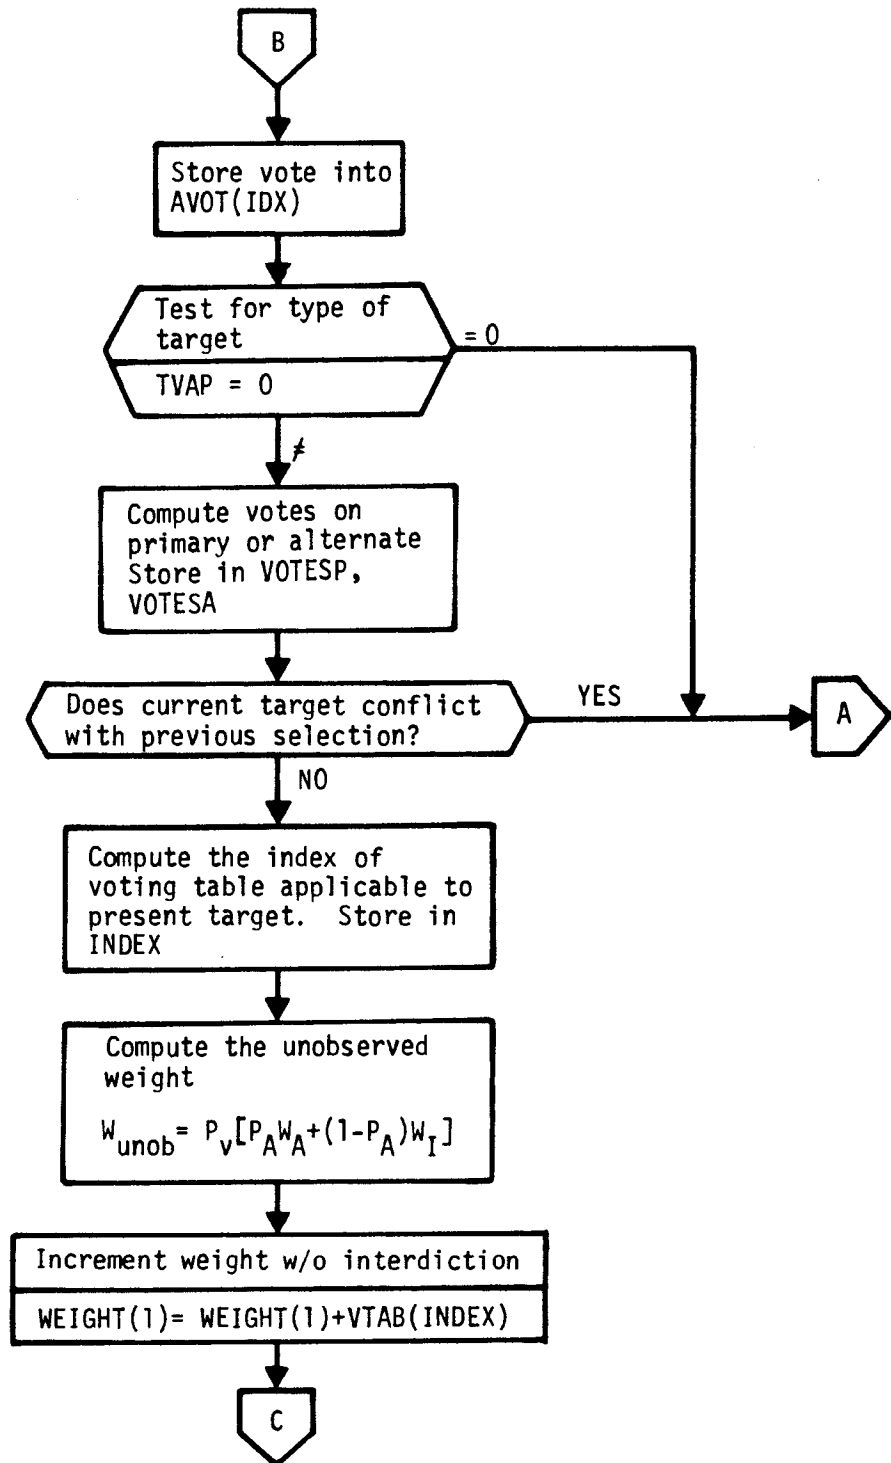 B
Store vote into
AVOT(IDX)
Test for type of
target
= 0
TVAP = 0
≠
Compute votes on
primary or alternate
Store in VOTESP,
VOTESA
Does current target conflict
with previous selection?
YES
A
NO
Compute the index of
voting table applicable to
present target.  Store in
INDEX
Compute the unobserved
weight
W_unob= P_v[P_A W_A+(1-P_A)W_I]
Increment weight w/o interdiction
WEIGHT(1)= WEIGHT(1)+VTAB(INDEX)
C